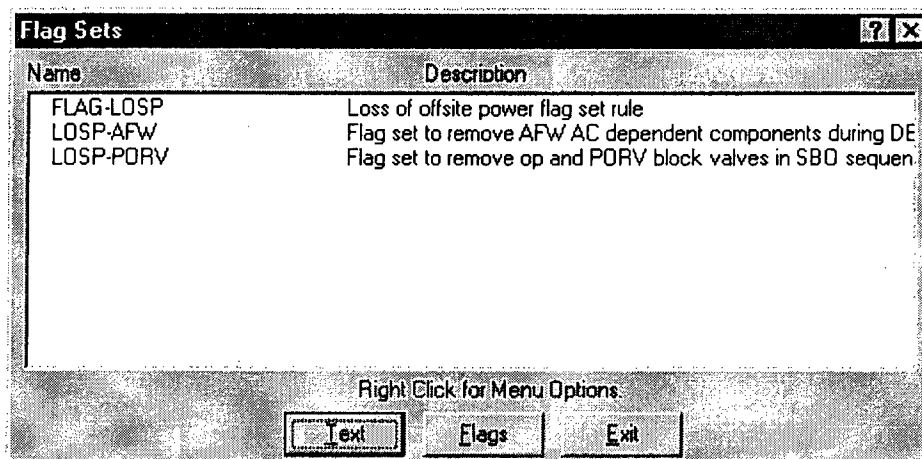 Flag Sets
Name Description
FLAG-LOSP Loss of offsite power flag set rule
LOSP-AFW Flag set to remove AFW AC dependent components during DE
LOSP-PORV Flag set to remove op and PORV block valves in SBO sequen
Right Click for Menu Options.
Text Flags Exit